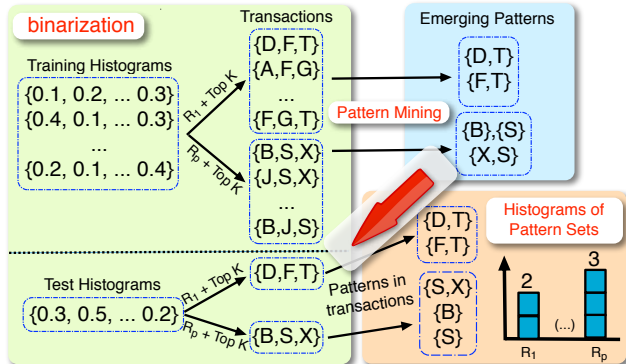 binarization
Training Histograms
{0.1, 0.2, ... 0.3}
{0.4, 0.1, ... 0.3}
...
{0.2, 0.1, ... 0.4}
R1 + Top K
Rp + Top K
Transactions
{D,F,T}
{A,F,G}
...
{F,G,T}
{B,S,X}
{J,S,X}
...
{B,J,S}
Pattern Mining
Emerging Patterns
{D,T}
{F,T}
{B},{S}
{X,S}
Test Histograms
{0.3, 0.5, ... 0.2}
R1 + Top K
Rp + Top K
{D,F,T}
{B,S,X}
Patterns in
transactions
{D,T}
{F,T}
{S,X}
{B}
{S}
Histograms of
Pattern Sets
2
3
(...)
R1
Rp